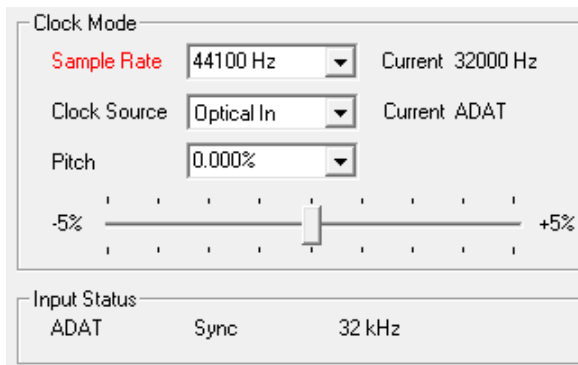 Clock Mode
Sample Rate 44100 Hz Current 32000 Hz
Clock Source Optical In Current ADAT
Pitch 0.000%
-5% +5%
Input Status
ADAT Sync 32 kHz